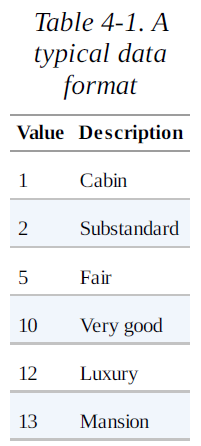 Table 4-1. A
typical data
format
Value Description
1 Cabin
2 Substandard
5 Fair
10 Very good
12 Luxury
13 Mansion